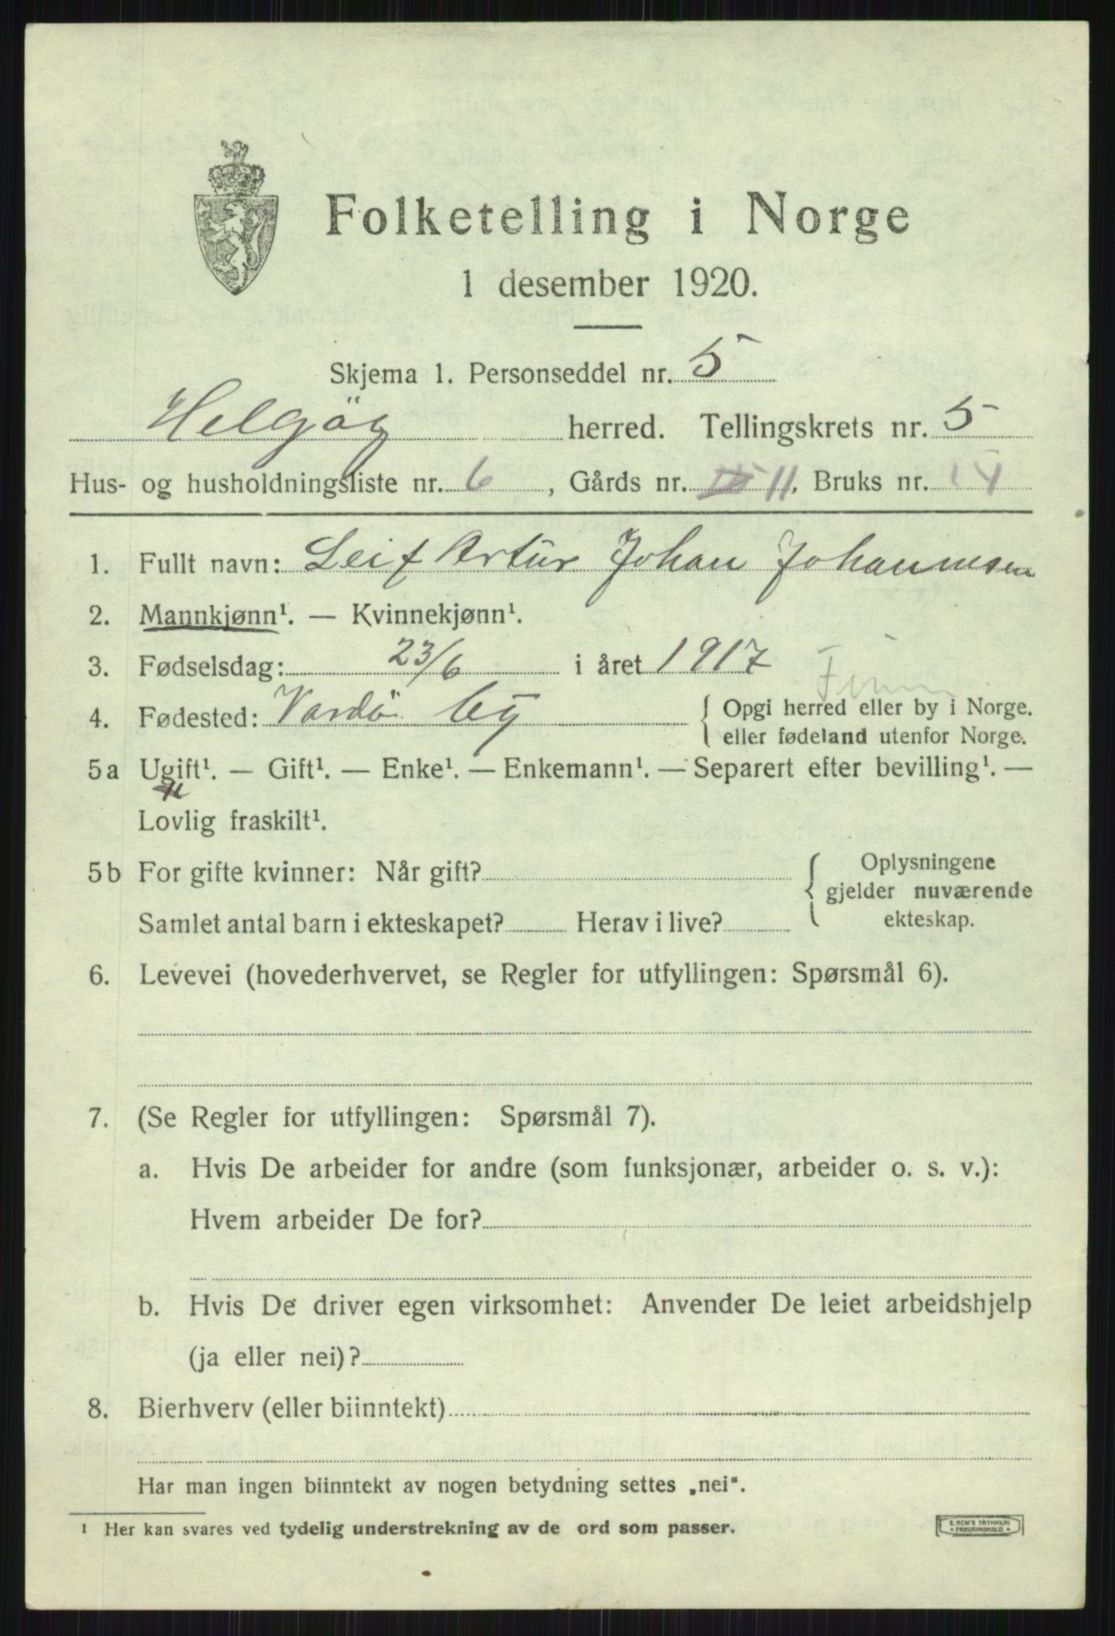 Folketelling i Norge
1 desember 1920.
Skjema 1. Personseddel nr. 5
Helgöy herred. Tellingskrets nr. 5
Hus- og husholdningsliste nr. 6, Gårds nr. 11, Bruks nr. 14
1. Fullt navn: Leif Artur Johan Johannesen
2. Mannkjønn¹. — Kvinnekjønn¹.
3. Fødselsdag: 23/6 i året 1917
4. Fødested: Vardö by { Opgi herred eller by i Norge.
eller fødeland utenfor Norge.
5a Ugift¹. — Gift¹. — Enke¹. — Enkemann¹. — Separert efter bevilling¹. —
Lovlig fraskilt¹.
5b For gifte kvinner: Når gift? { Oplysningene
gjelder nuværende
Samlet antal barn i ekteskapet? Herav i live? ekteskap.
6. Levevei (hovederhvervet, se Regler for utfyllingen: Spørsmål 6).
7. (Se Regler for utfyllingen: Spørsmål 7).
a. Hvis De arbeider for andre (som funksjonær, arbeider o. s. v.):
Hvem arbeider De for?
b. Hvis De driver egen virksomhet: Anvender De leiet arbeidshjelp
(ja eller nei)?
8. Bierhverv (eller biinntekt)
Har man ingen biinntekt av nogen betydning settes „nei“.
¹ Her kan svares ved tydelig understrekning av de ord som passer.